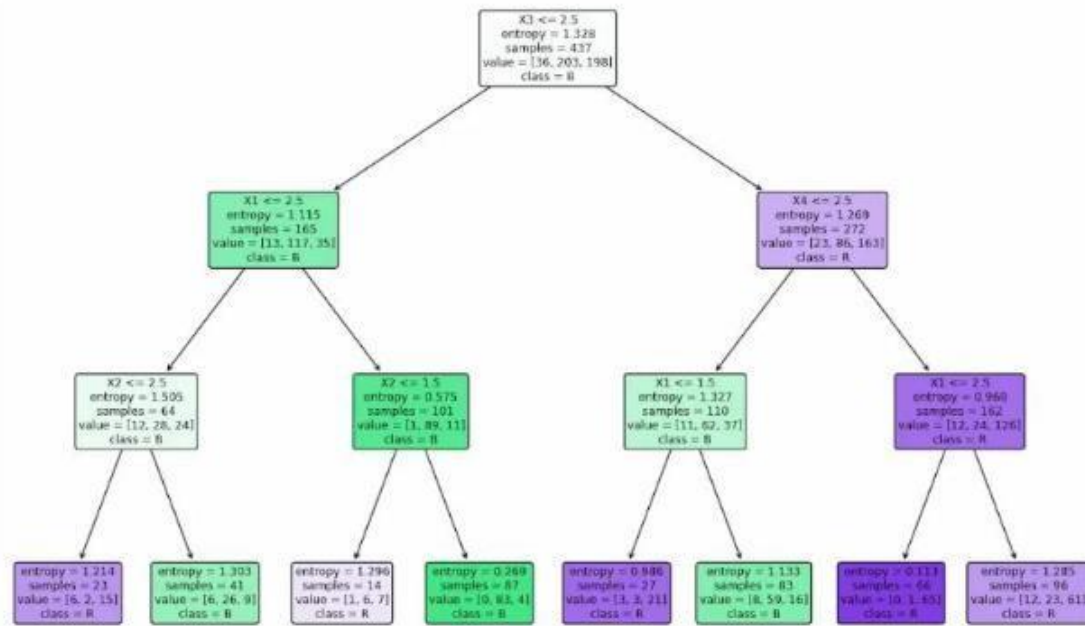 X3 <= 2.5
entropy = 1.328
samples = 437
value = [36, 203, 198]
class = B
X1 <= 2.5
entropy = 1.115
samples = 165
value = [13, 117, 35]
class = B
X4 <= 2.5
entropy = 1.269
samples = 272
value = [23, 86, 163]
class = R
X2 <= 2.5
entropy = 1.505
samples = 64
value = [12, 28, 24]
class = B
X2 <= 1.5
entropy = 0.575
samples = 101
value = [1, 89, 11]
class = B
X1 <= 1.5
entropy = 1.327
samples = 110
value = [11, 62, 37]
class = B
X1 <= 2.5
entropy = 0.960
samples = 162
value = [12, 24, 126]
class = R
entropy = 1.214
samples = 23
value = [6, 2, 15]
class = R
entropy = 1.303
samples = 41
value = [6, 26, 9]
class = B
entropy = 1.296
samples = 14
value = [1, 6, 7]
class = R
entropy = 0.269
samples = 87
value = [0, 83, 4]
class = B
entropy = 0.986
samples = 27
value = [3, 3, 21]
class = R
entropy = 1.133
samples = 83
value = [8, 59, 16]
class = B
entropy = 0.113
samples = 66
value = [0, 1, 65]
class = R
entropy = 1.285
samples = 96
value = [12, 23, 61]
class = R